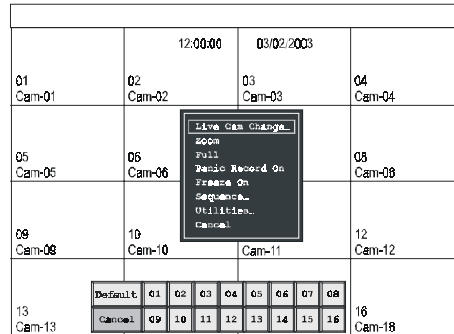 12:00:00 03/02/2003
01 02 03 04
Cam-01 Cam-02 Cam-03 Cam-04
Live Cam Change…
Zoom
Full
Panic Record On
Freeze On
Sequence…
Utilities…
Cancel
05 06 08
Cam-05 Cam-06 Cam-08
09 10 12
Cam-09 Cam-10 Cam-11 Cam-12
Default 01 02 03 04 05 06 07 08
Cancel 09 10 11 12 13 14 15 16
13 16
Cam-13 Cam-18